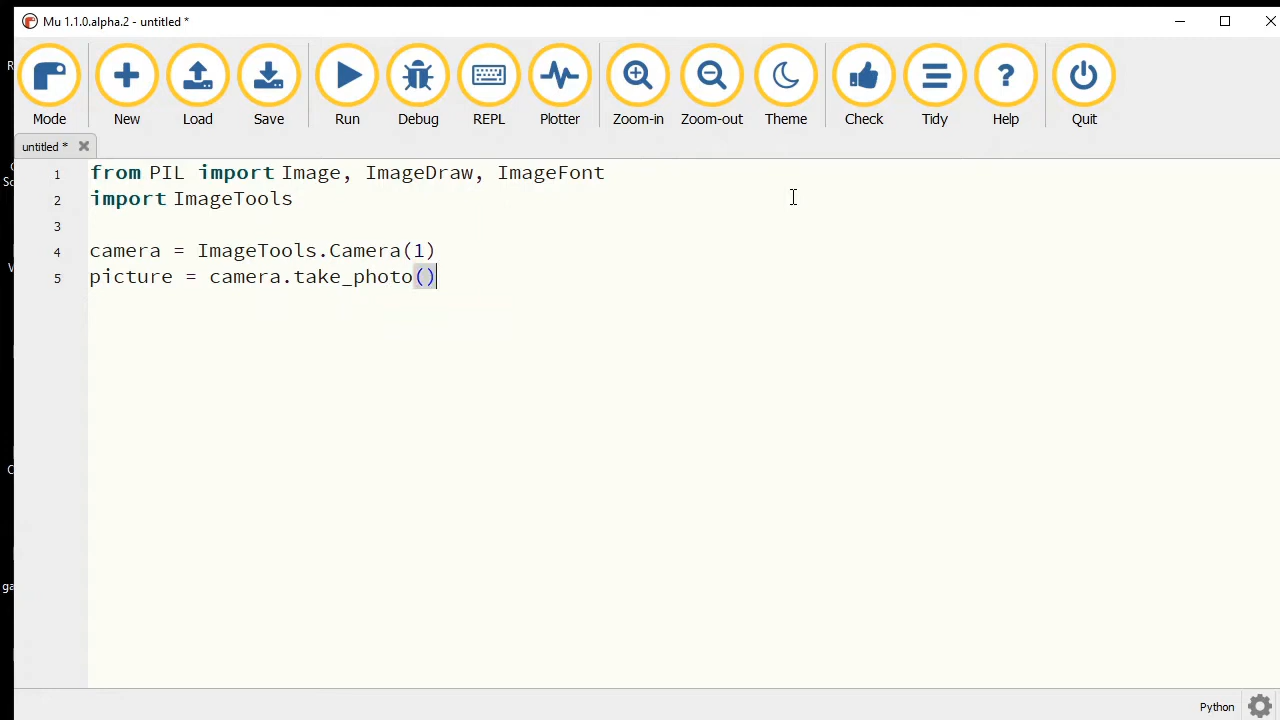 Mu 1.1.0.alpha.2 - untitled *
Mode New Load Save Run Debug REPL Plotter Zoom-in Zoom-out Theme Check Tidy Help Quit
untitled *
1 from PIL import Image, ImageDraw, ImageFont
2 import ImageTools
3
4 camera = ImageTools.Camera(1)
5 picture = camera.take_photo()
Python